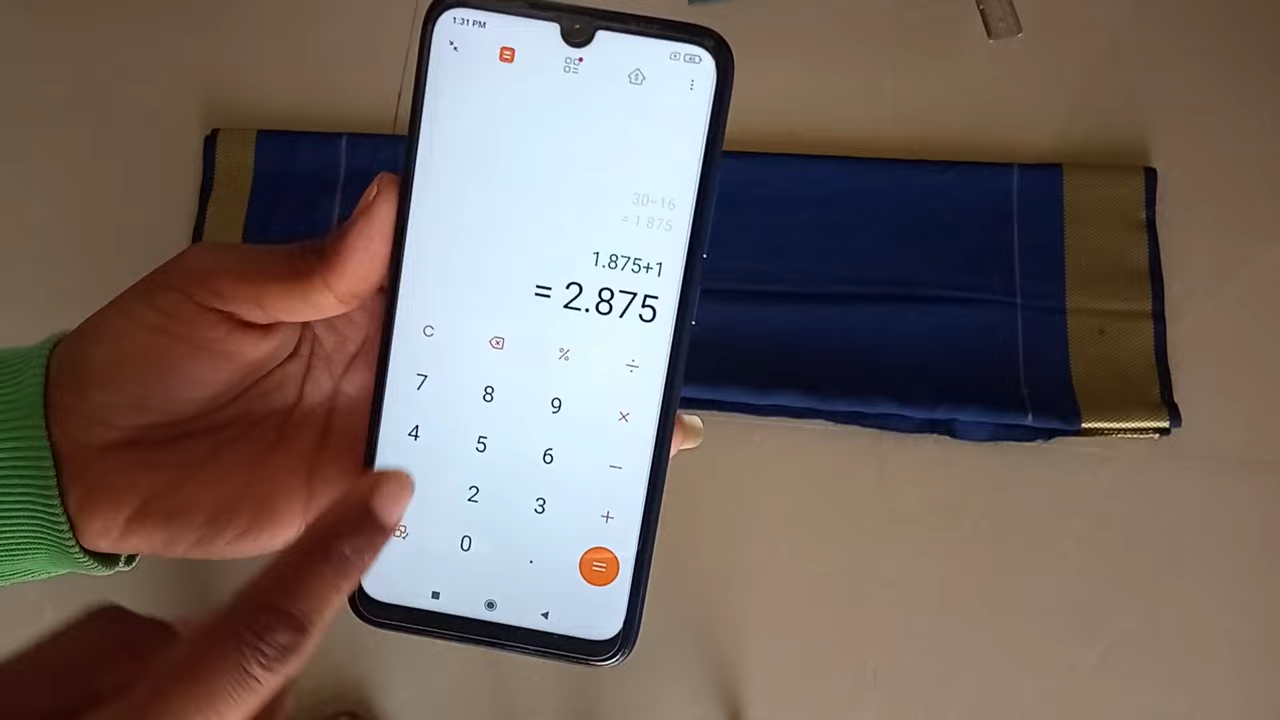 1:31 PM
30÷16
= 1.875
1.875+1
= 2.875
C % ÷
7 8 9 ×
4 5 6 −
2 3 +
0 . =